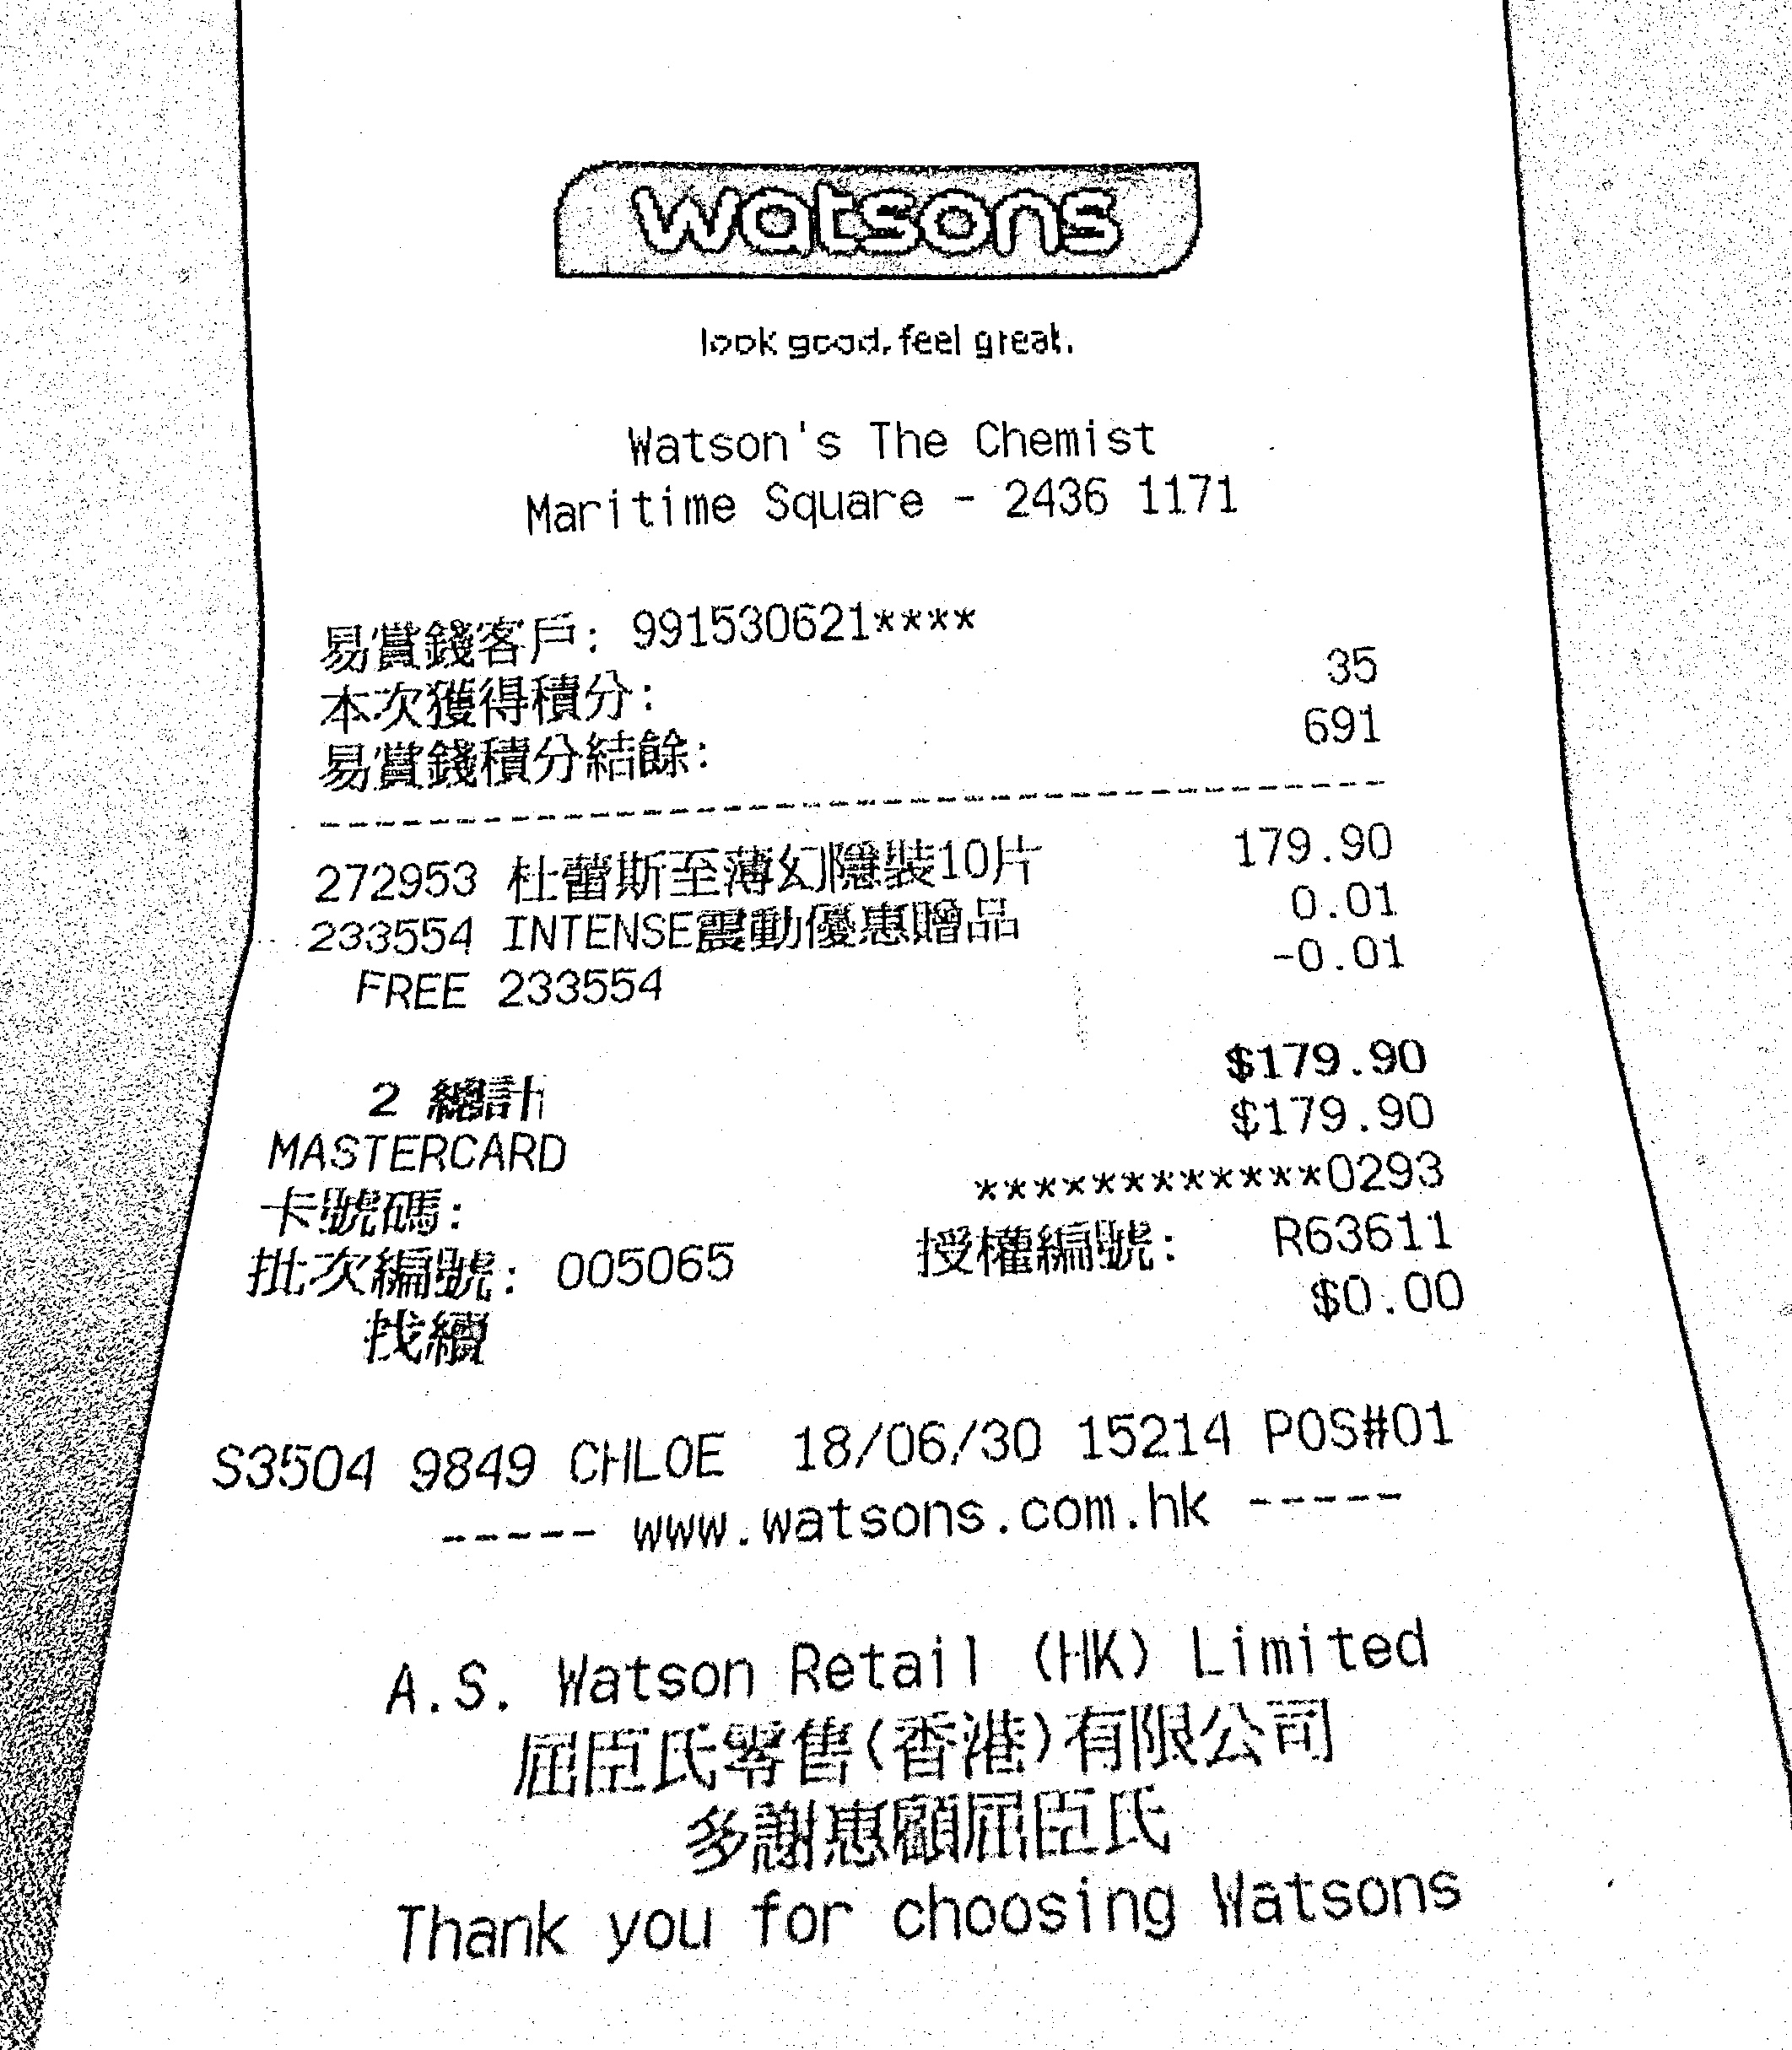 watsons
look good, feel great.
Watson's The Chemist
Maritime Square - 2436 1171
易賞錢客戶: 991530621****
本次獲得積分: 35
易賞錢積分結餘: 691
--------------------------------
272953 杜蕾斯至薄幻隱裝10片 179.90
233554 INTENSE震動優惠贈品 0.01
FREE 233554 -0.01
2 總計 $179.90
MASTERCARD $179.90
卡號碼: ************0293
批次編號: 005065 授權編號: R63611
找續 $0.00
S3504 9849 CHLOE 18/06/30 15214 POS#01
----- www.watsons.com.hk -----
A.S. Watson Retail (HK) Limited
屈臣氏零售(香港)有限公司
多謝惠顧屈臣氏
Thank you for choosing Watsons